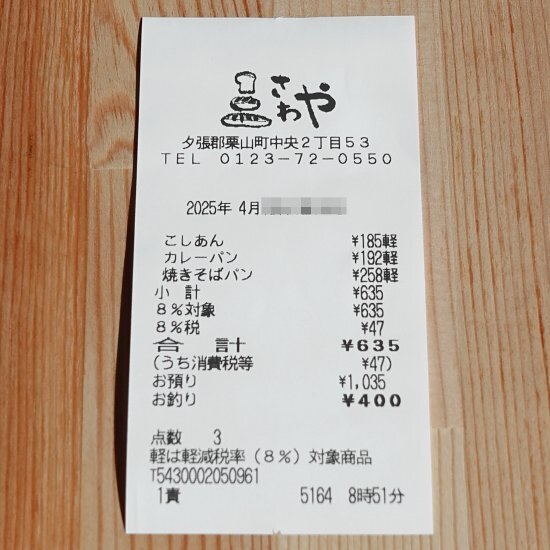 さわや
夕張郡栗山町中央２丁目５３
ＴＥＬ　０１２３－７２－０５５０
2025年 4月
こしあん ¥185軽
カレーパン ¥192軽
焼きそばパン ¥258軽
小　計 ¥635
８％対象 ¥635
８％税 ¥47
合　計 ¥635
(うち消費税等 ¥47)
お預り ¥1,035
お釣り ¥400
点数 3
軽は軽減税率（８％）対象商品
T5430002050961
1責 5164 8時51分